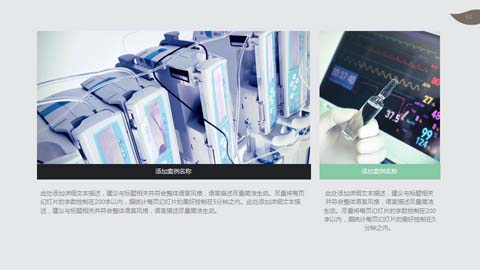 添加案例名称
此处添加详细文本描述，建议与标题相关并符合整体语言风格，语言描述尽量简洁生动。尽量将每页
幻灯片的字数控制在200字以内，据统计每页幻灯片的最好控制在5分钟之内。此处添加详细文本描
述，建议与标题相关并符合整体语言风格，语言描述尽量简洁生动。
添加案例名称
此处添加详细文本描述，建议与标题相关
并符合整体语言风格，语言描述尽量简洁
生动。尽量将每页幻灯片的字数控制在200
字以内，据统计每页幻灯片的最好控制在5
分钟之内。